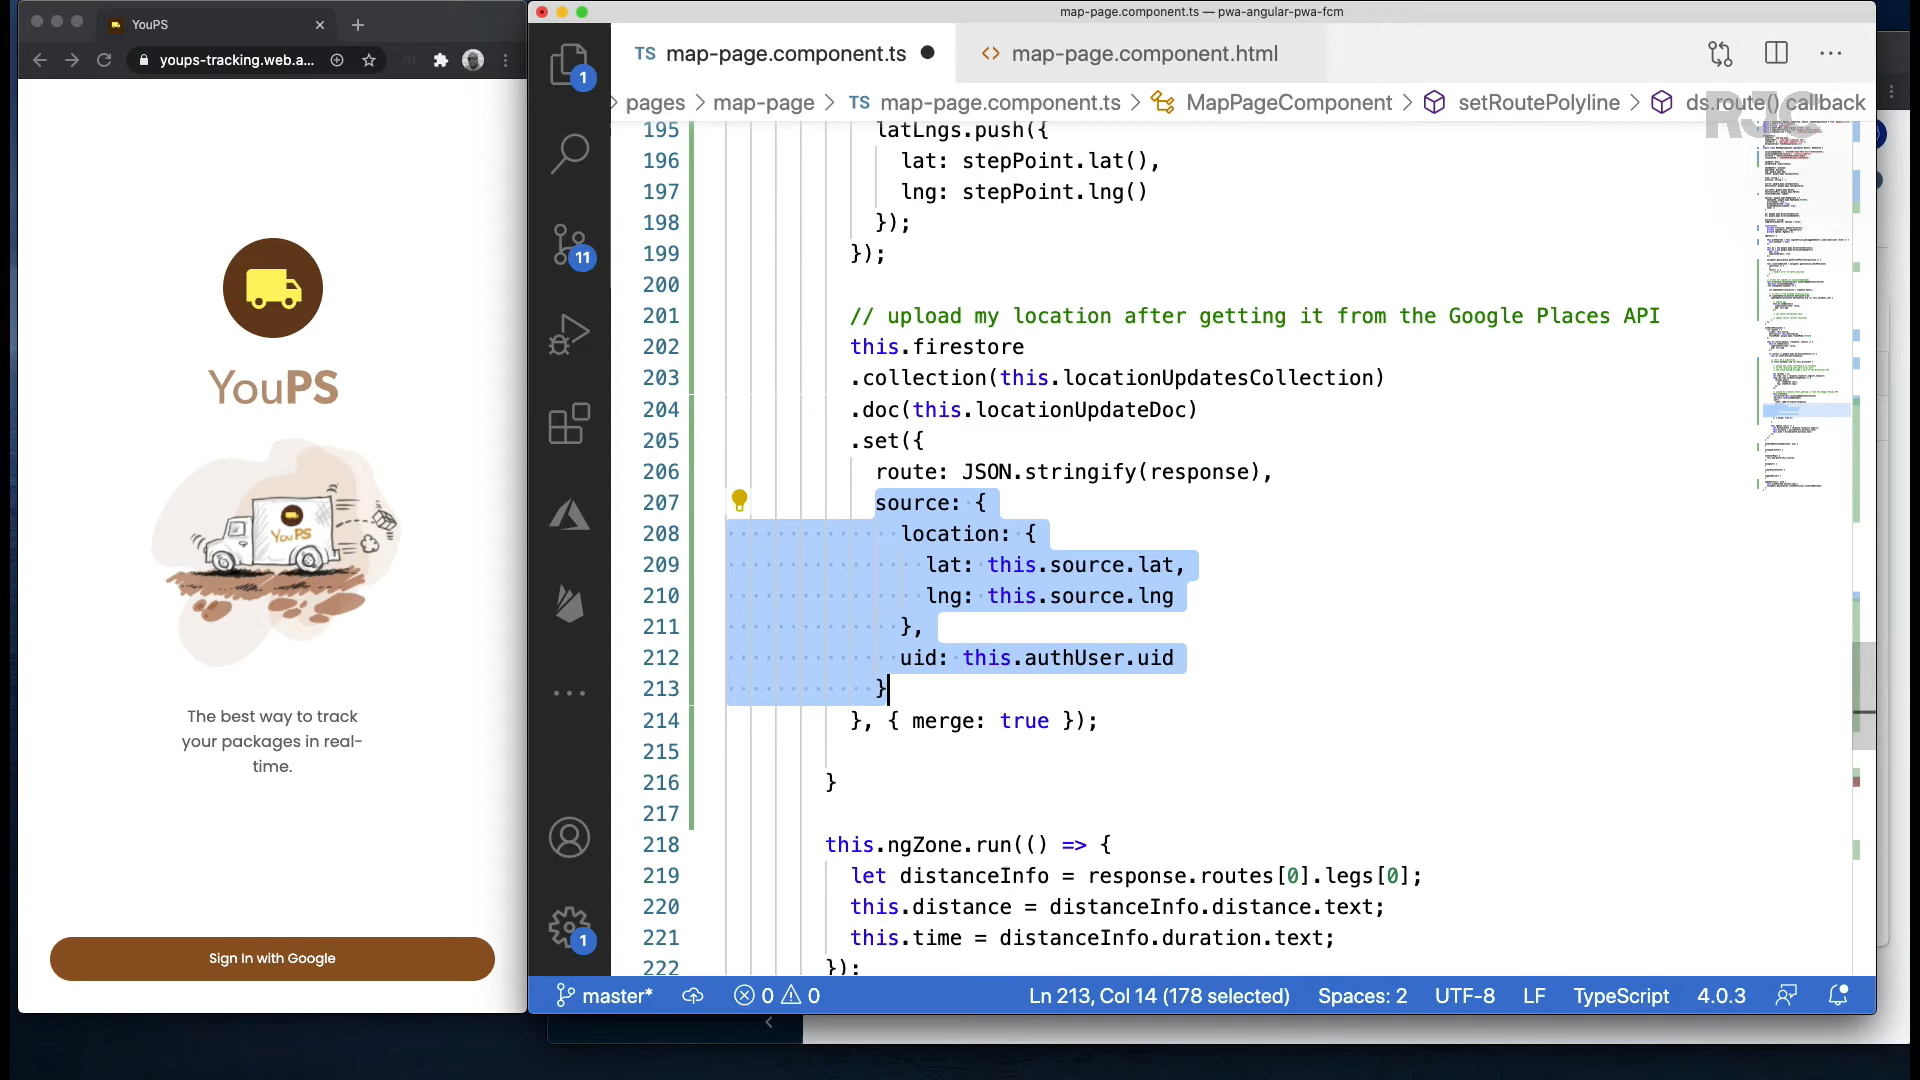 YouPS
youps-tracking.web.a...
YouPS
YouPS
The best way to track
your packages in real-
time.
Sign In with Google
map-page.component.ts — pwa-angular-pwa-fcm
TS map-page.component.ts
map-page.component.html
pages > map-page > TS map-page.component.ts > MapPageComponent > setRoutePolyline > ds.route() callback
RJC
1
11
1
195 latLngs.push({
196 lat: stepPoint.lat(),
197 lng: stepPoint.lng()
198 });
199 });
200
201 // upload my location after getting it from the Google Places API
202 this.firestore
203 .collection(this.locationUpdatesCollection)
204 .doc(this.locationUpdateDoc)
205 .set({
206 route: JSON.stringify(response),
207 source: {
208 location: {
209 lat: this.source.lat,
210 lng: this.source.lng
211 },
212 uid: this.authUser.uid
213 }
214 }, { merge: true });
215
216 }
217
218 this.ngZone.run(() => {
219 let distanceInfo = response.routes[0].legs[0];
220 this.distance = distanceInfo.distance.text;
221 this.time = distanceInfo.duration.text;
222 });
master* 0 0 Ln 213, Col 14 (178 selected) Spaces: 2 UTF-8 LF TypeScript 4.0.3